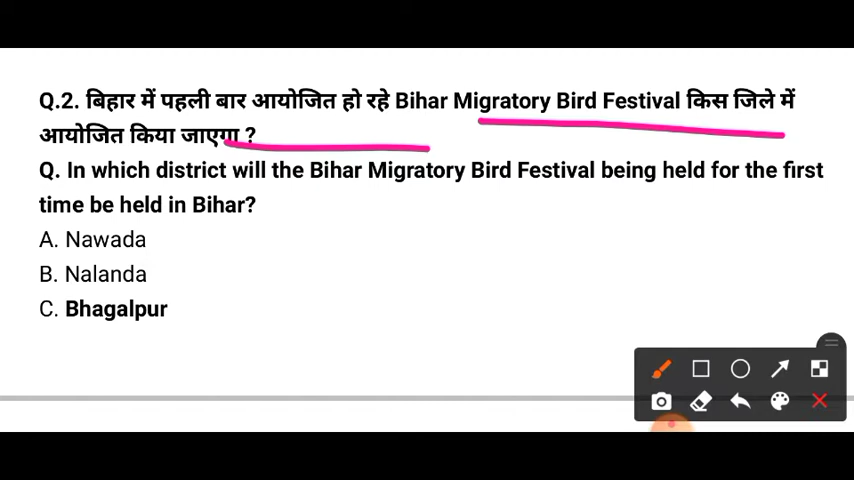 Q.2. बिहार में पहली बार आयोजित हो रहे Bihar Migratory Bird Festival किस जिले में
आयोजित किया जाएगा ?
Q. In which district will the Bihar Migratory Bird Festival being held for the first
time be held in Bihar?
A. Nawada
B. Nalanda
C. Bhagalpur